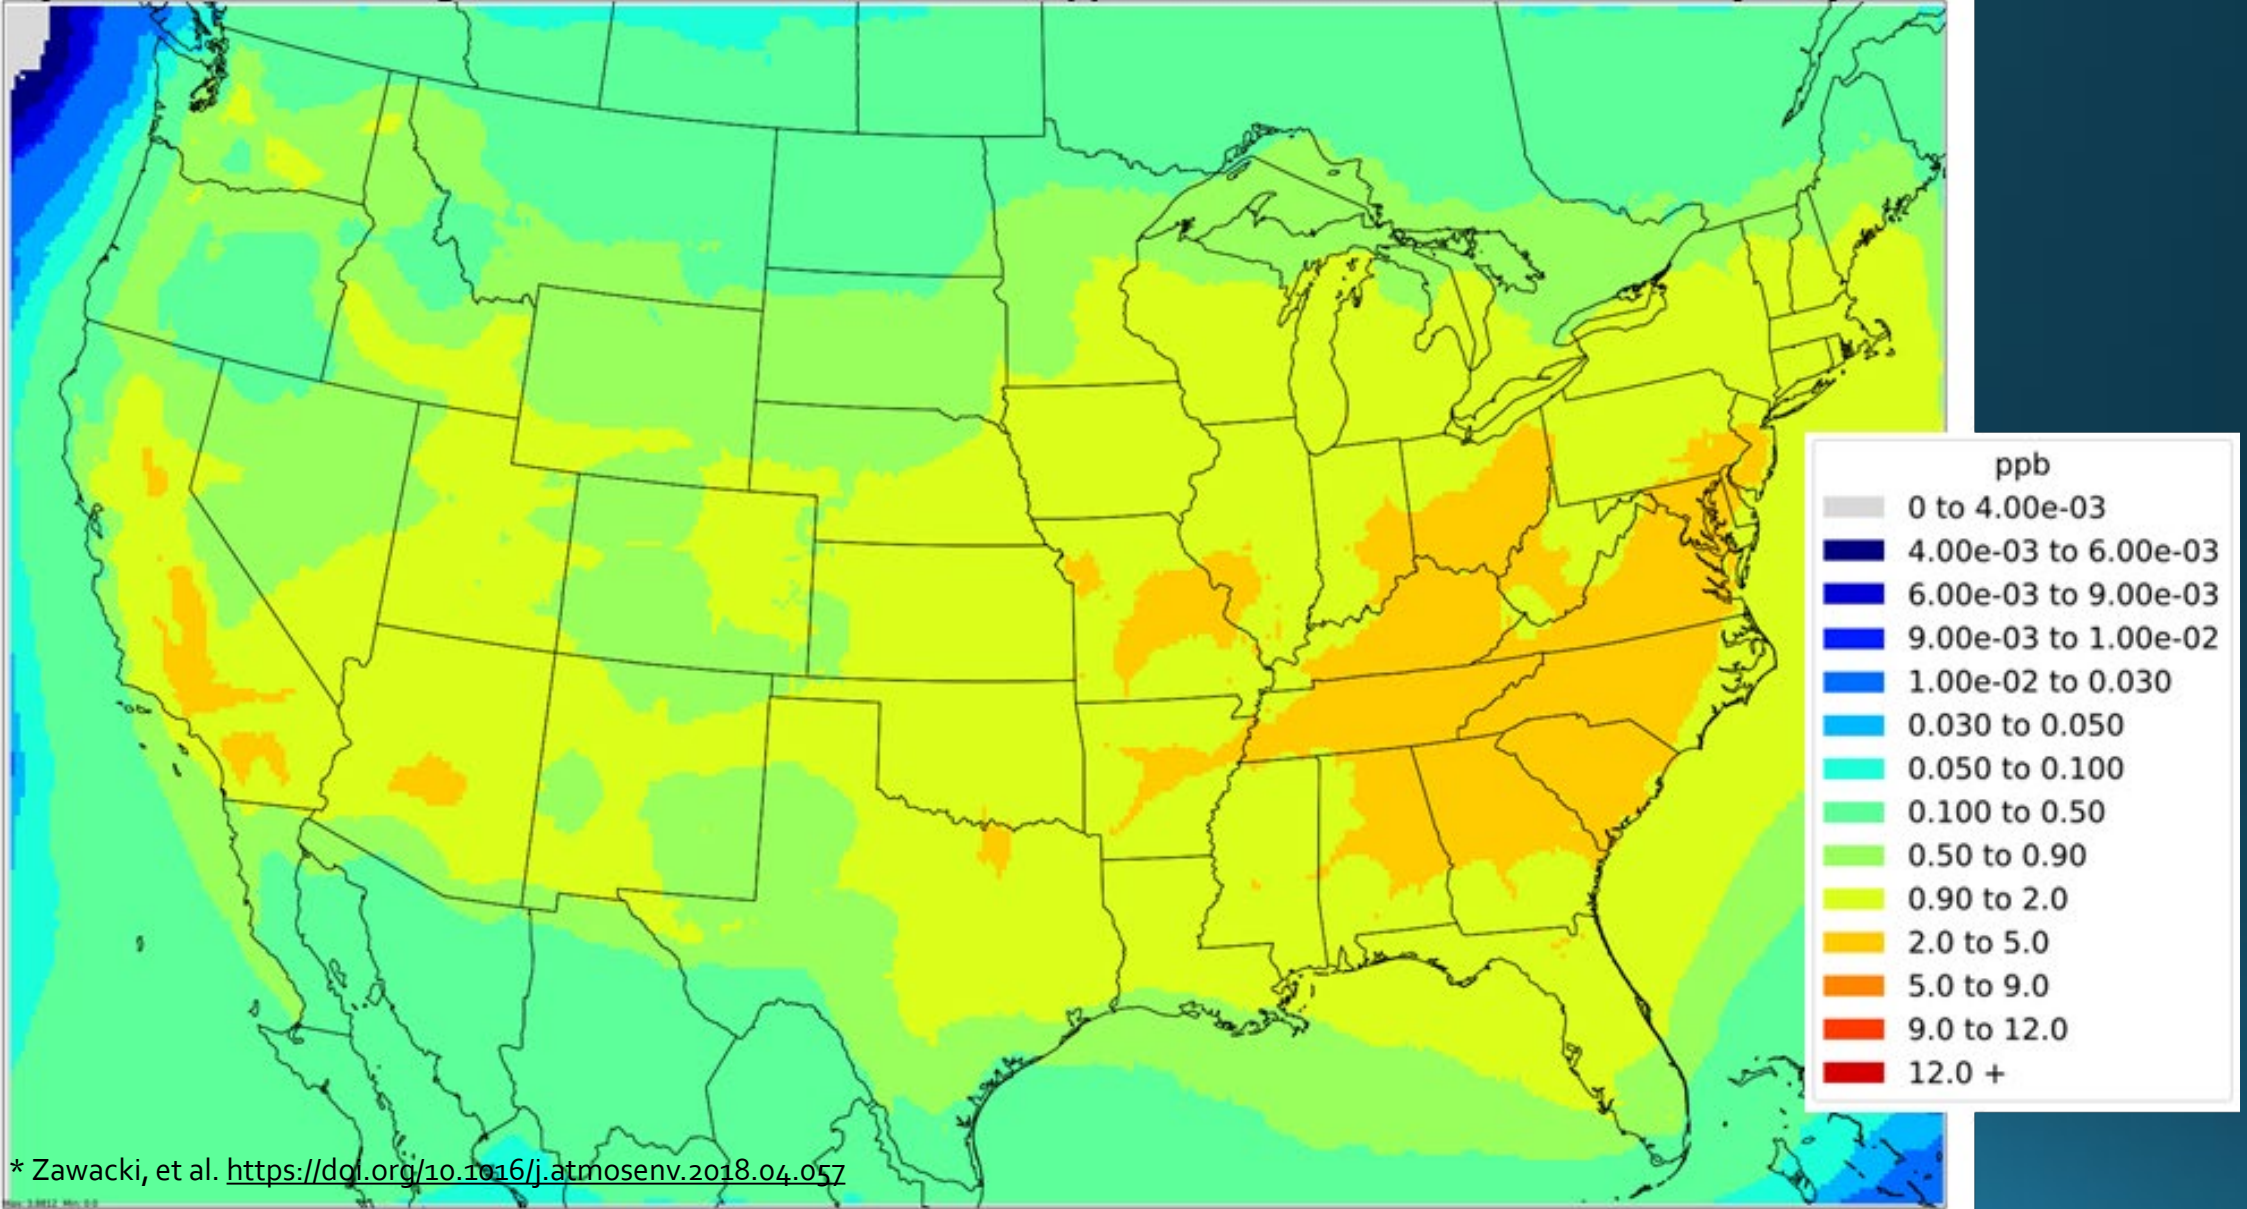 ppb
0 to 4.00e-03
4.00e-03 to 6.00e-03
6.00e-03 to 9.00e-03
9.00e-03 to 1.00e-02
1.00e-02 to 0.030
0.030 to 0.050
0.050 to 0.100
0.100 to 0.50
0.50 to 0.90
0.90 to 2.0
2.0 to 5.0
5.0 to 9.0
9.0 to 12.0
12.0 +
* Zawacki, et al. https://doi.org/10.1016/j.atmosenv.2018.04.057